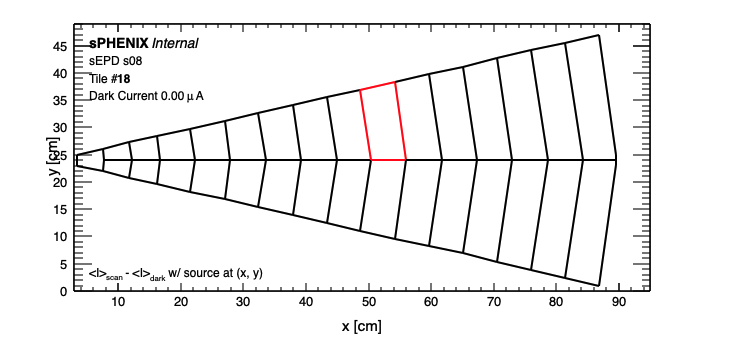 sPHENIX Internal
sEPD s08
Tile #18
Dark Current 0.00 μ A
y [cm]
45
40
35
30
25
20
15
10
5
0
<I>scan - <I>dark w/ source at (x, y)
10 20 30 40 50 60 70 80 90
x [cm]